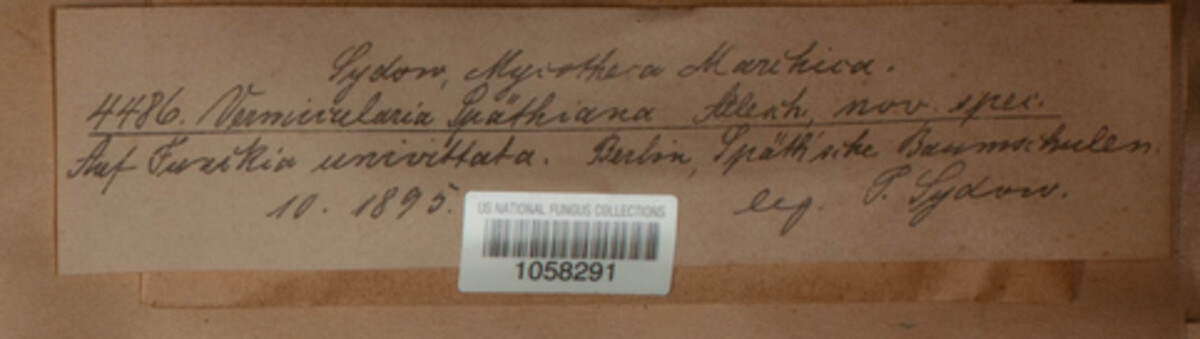 Sydow, Mycotheca Marchica.
4486. Vermicularia Späthiana Allesch. nov. spec.
Auf Funkia univittata. Berlin, Späth'sche Baumschulen.
10. 1895. leg. P. Sydow.
US NATIONAL FUNGUS COLLECTIONS
1058291